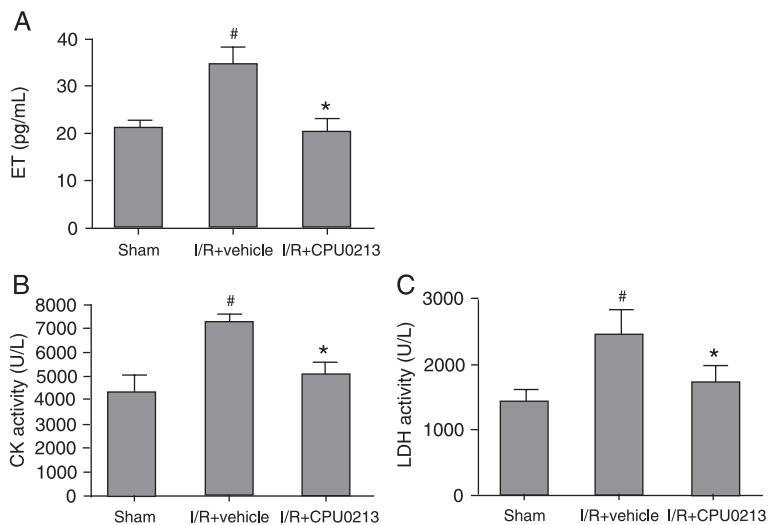 A
ET (pg/mL)
40
30
20
10
0
#
*
Sham I/R+vehicle I/R+CPU0213
B
CK activity (U/L)
8000
7000
6000
5000
4000
3000
2000
1000
0
#
*
Sham I/R+vehicle I/R+CPU0213
C
LDH activity (U/L)
3000
2000
1000
0
#
*
Sham I/R+vehicle I/R+CPU0213